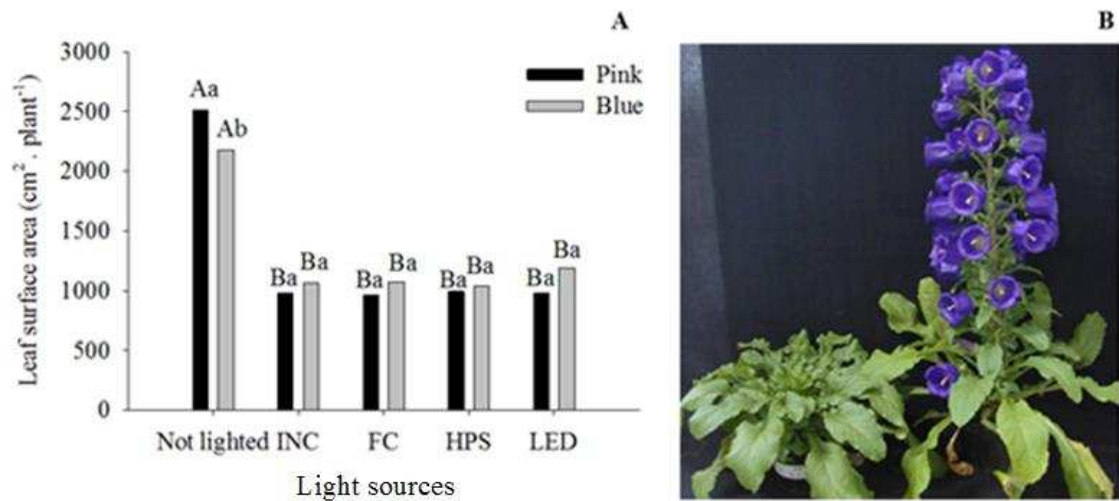 A
B
3000
2500
2000
1500
1000
500
0
Leaf surface area (cm². plant⁻¹)
Pink
Blue
Aa
Ab
Ba
Ba
Ba
Ba
Ba
Ba
Ba
Ba
Not lighted INC FC HPS LED
Light sources